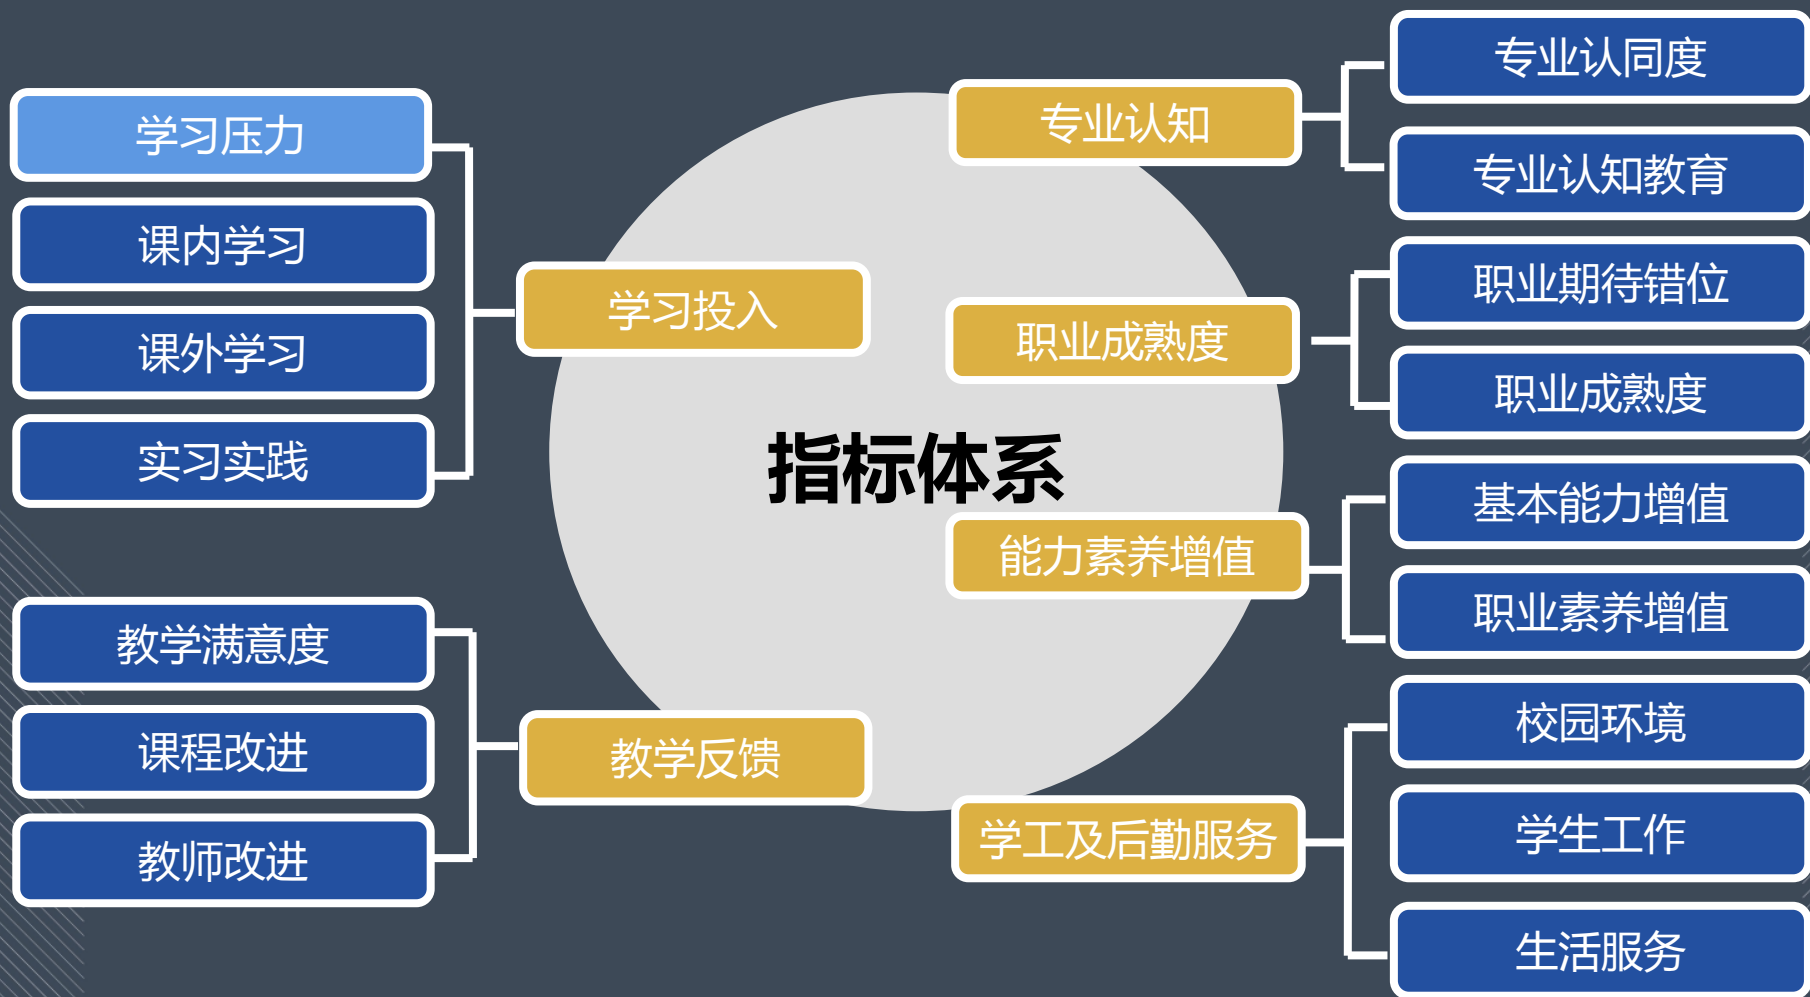 学习压力
课内学习
课外学习
实习实践
学习投入
教学满意度
课程改进
教师改进
教学反馈
指标体系
专业认知
专业认同度
专业认知教育
职业成熟度
职业期待错位
职业成熟度
能力素养增值
基本能力增值
职业素养增值
学工及后勤服务
校园环境
学生工作
生活服务